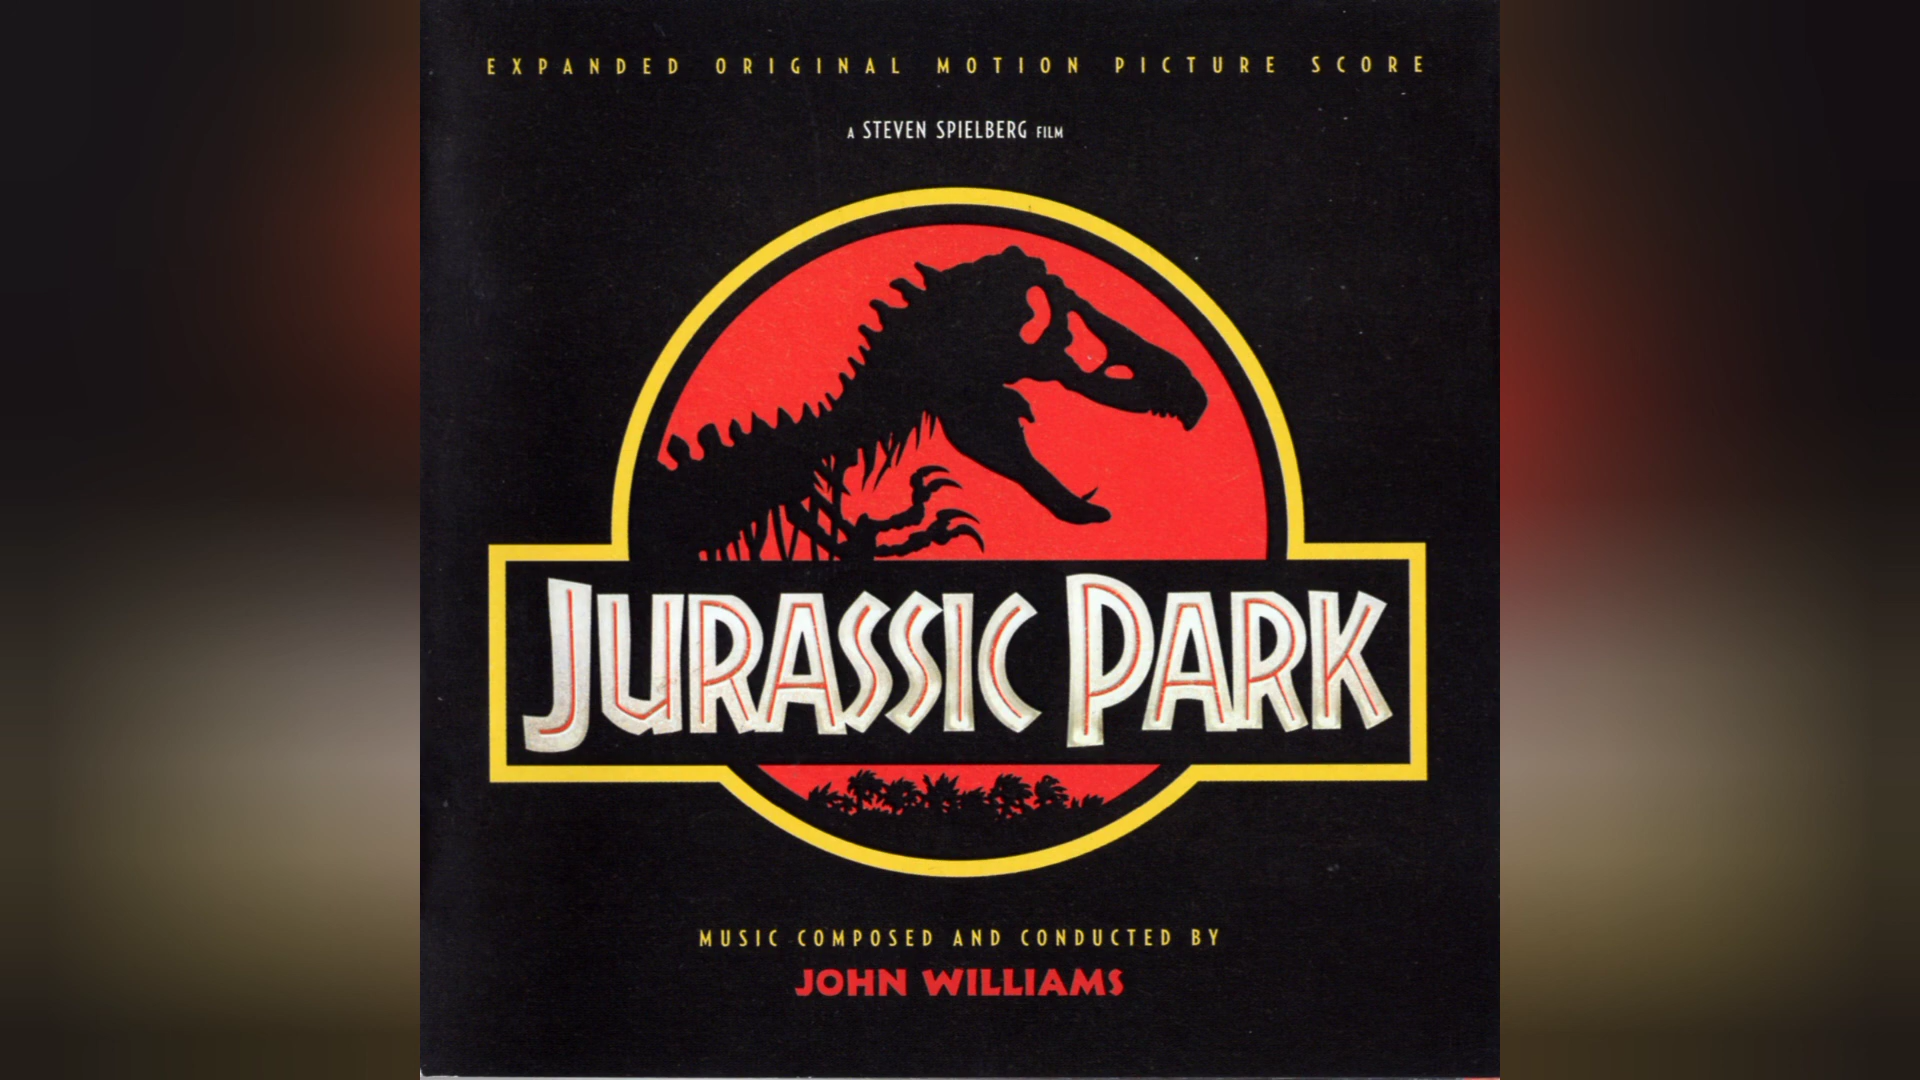 EXPANDED ORIGINAL MOTION PICTURE SCORE
A STEVEN SPIELBERG FILM
JURASSIC PARK
MUSIC COMPOSED AND CONDUCTED BY
JOHN WILLIAMS